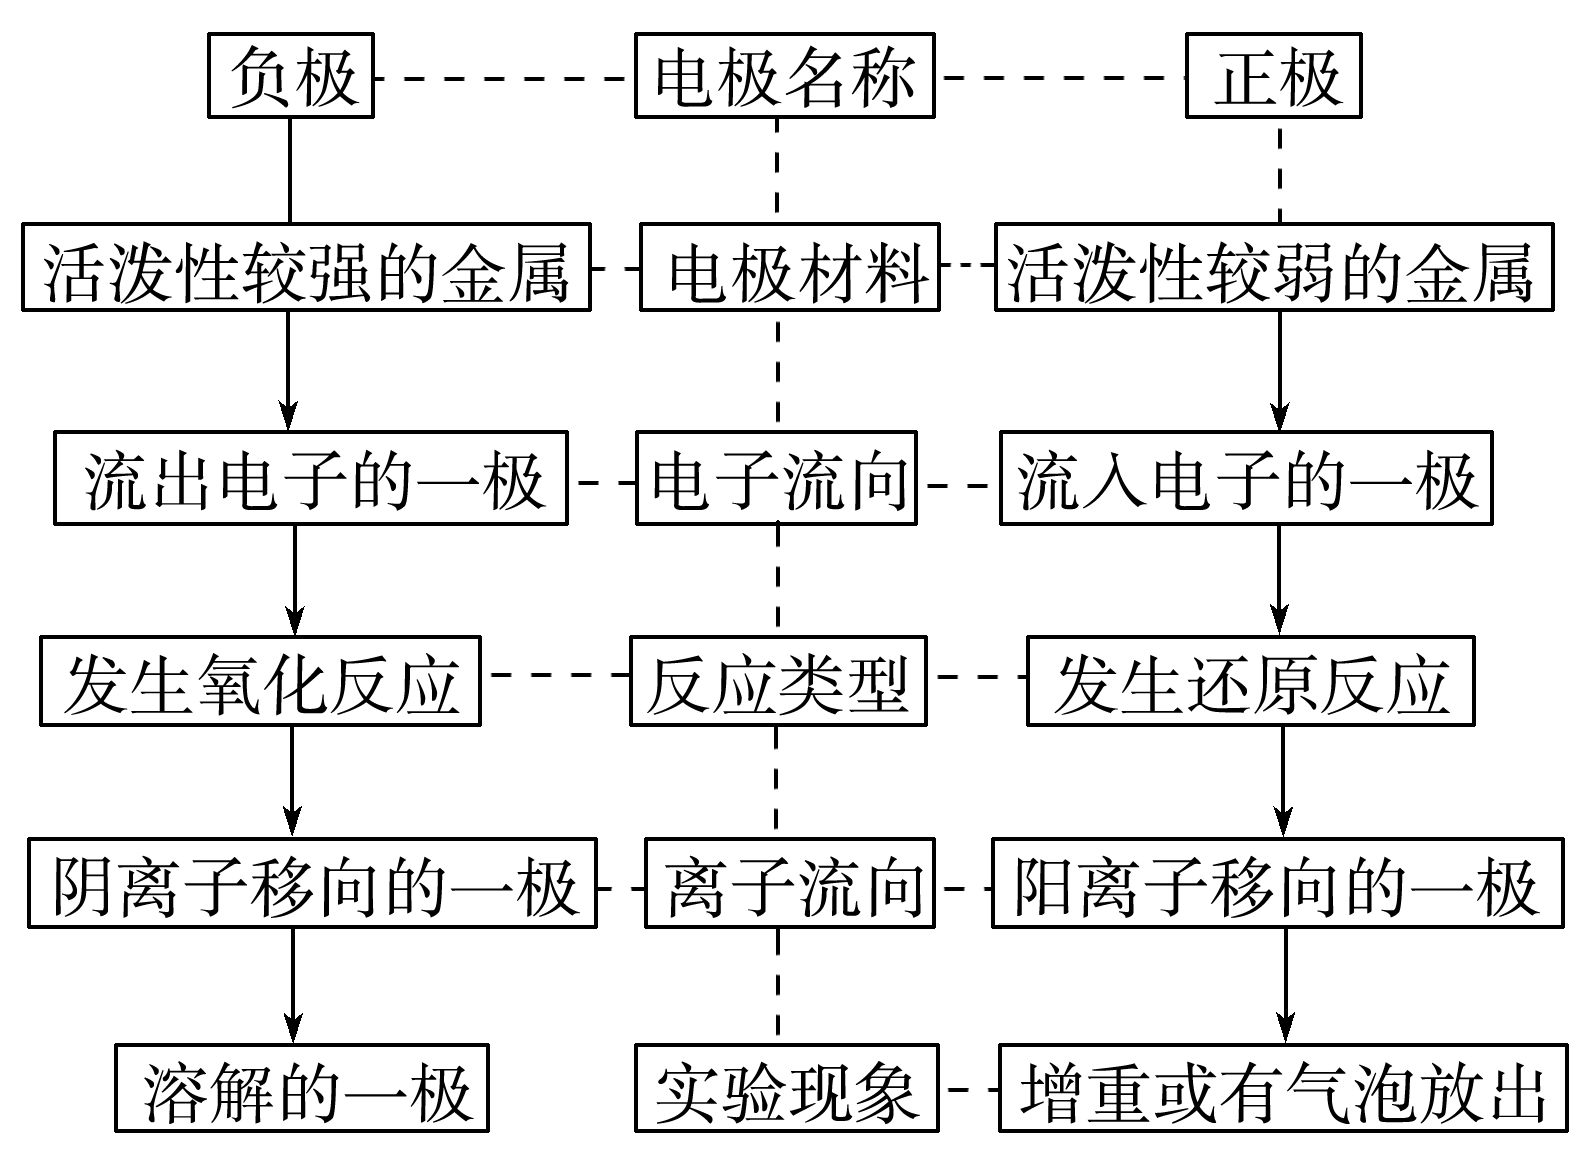 负极
电极名称
正极
活泼性较强的金属
电极材料
活泼性较弱的金属
流出电子的一极
电子流向
流入电子的一极
发生氧化反应
反应类型
发生还原反应
阴离子移向的一极
离子流向
阳离子移向的一极
溶解的一极
实验现象
增重或有气泡放出